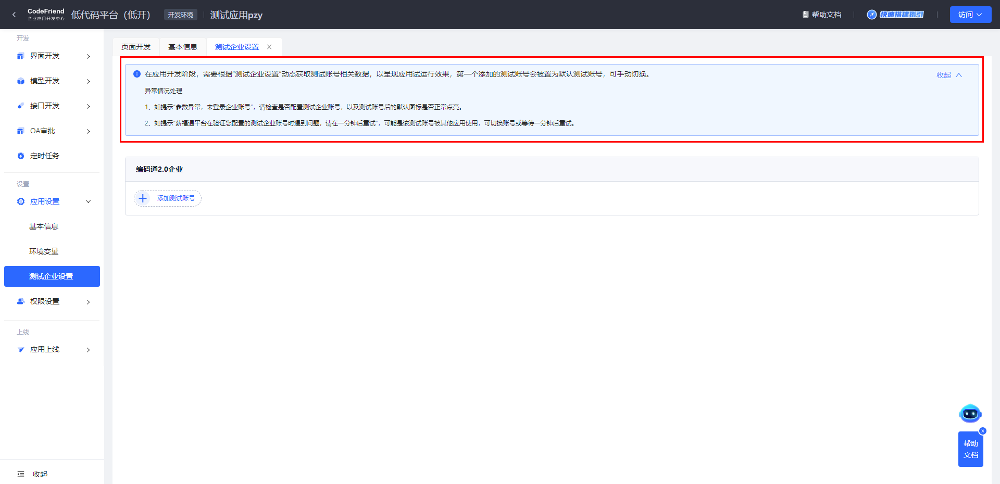 CodeFriend
企业应用开发中心
低代码平台（低开）
开发环境
测试应用pzy
帮助文档
快速搭建指引
访问
开发
界面开发
模型开发
接口开发
OA审批
定时任务
设置
应用设置
基本信息
环境变量
测试企业设置
权限设置
上线
应用上线
收起
页面开发
基本信息
测试企业设置
在应用开发阶段，需要根据“测试企业设置”动态获取测试账号相关数据，以呈现应用试运行效果，第一个添加的测试账号会被置为默认测试账号，可手动切换。
收起
异常情况处理
1、如提示“参数异常，未登录企业账号”，请检查是否配置测试企业账号，以及测试账号后的默认图标是否正常点亮。
2、如提示“薪福通平台在验证您配置的测试企业账号时遇到问题，请在一分钟后重试”，可能是该测试账号被其他应用使用，可切换账号或等待一分钟后重试。
编码通2.0企业
添加测试账号
帮助
文档